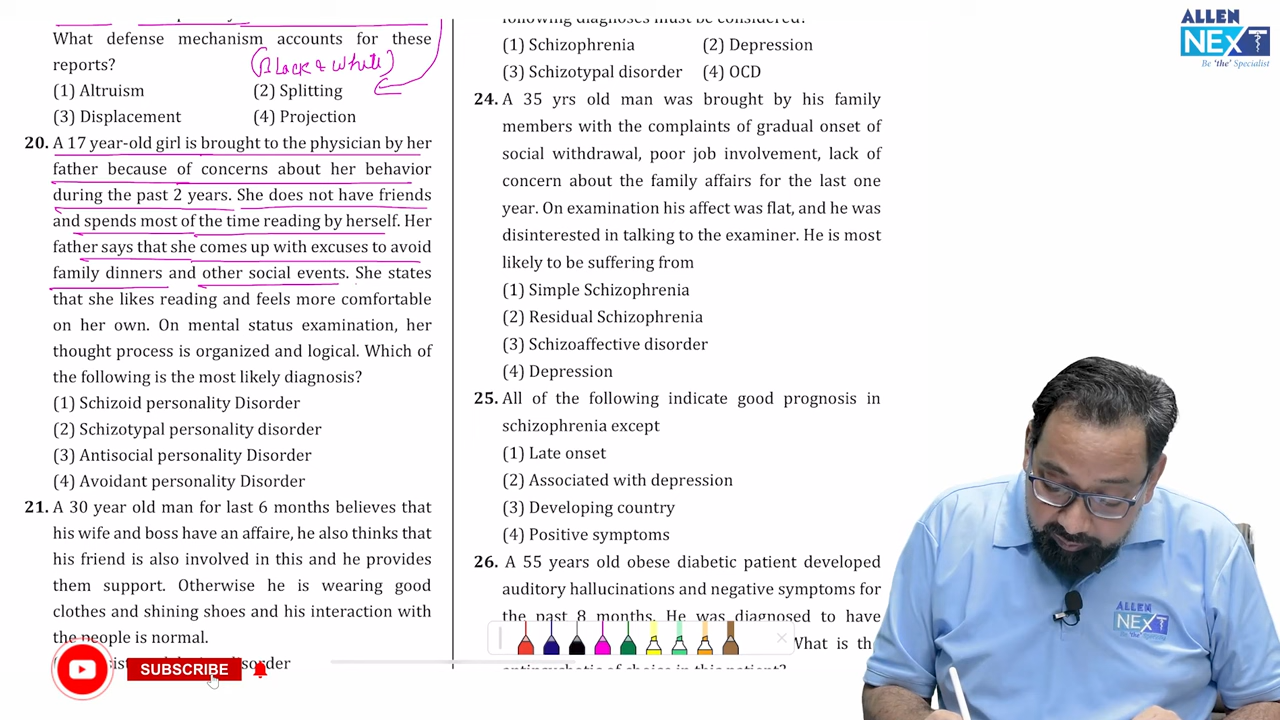 What defense mechanism accounts for these
reports?
(Black & White)
(1) Altruism (2) Splitting
(3) Displacement (4) Projection
20. A 17 year-old girl is brought to the physician by her
father because of concerns about her behavior
during the past 2 years. She does not have friends
and spends most of the time reading by herself. Her
father says that she comes up with excuses to avoid
family dinners and other social events. She states
that she likes reading and feels more comfortable
on her own. On mental status examination, her
thought process is organized and logical. Which of
the following is the most likely diagnosis?
(1) Schizoid personality Disorder
(2) Schizotypal personality disorder
(3) Antisocial personality Disorder
(4) Avoidant personality Disorder
21. A 30 year old man for last 6 months believes that
his wife and boss have an affaire, he also thinks that
his friend is also involved in this and he provides
them support. Otherwise he is wearing good
clothes and shining shoes and his interaction with
the people is normal.
SUBSCRIBE
following diagnoses must be considered?
(1) Schizophrenia (2) Depression
(3) Schizotypal disorder (4) OCD
24. A 35 yrs old man was brought by his family
members with the complaints of gradual onset of
social withdrawal, poor job involvement, lack of
concern about the family affairs for the last one
year. On examination his affect was flat, and he was
disinterested in talking to the examiner. He is most
likely to be suffering from
(1) Simple Schizophrenia
(2) Residual Schizophrenia
(3) Schizoaffective disorder
(4) Depression
25. All of the following indicate good prognosis in
schizophrenia except
(1) Late onset
(2) Associated with depression
(3) Developing country
(4) Positive symptoms
26. A 55 years old obese diabetic patient developed
auditory hallucinations and negative symptoms for
the past 8 months. He was diagnosed to have
What is th
antipsychotic of choice in this patient?
ALLEN
NEXT
Be 'the' Specialist
ALLEN
NEXT